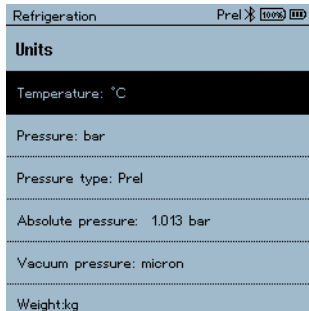 Refrigeration Prel 100%
Units
Temperature: °C
Pressure: bar
Pressure type: Prel
Absolute pressure: 1.013 bar
Vacuum pressure: micron
Weight:kg